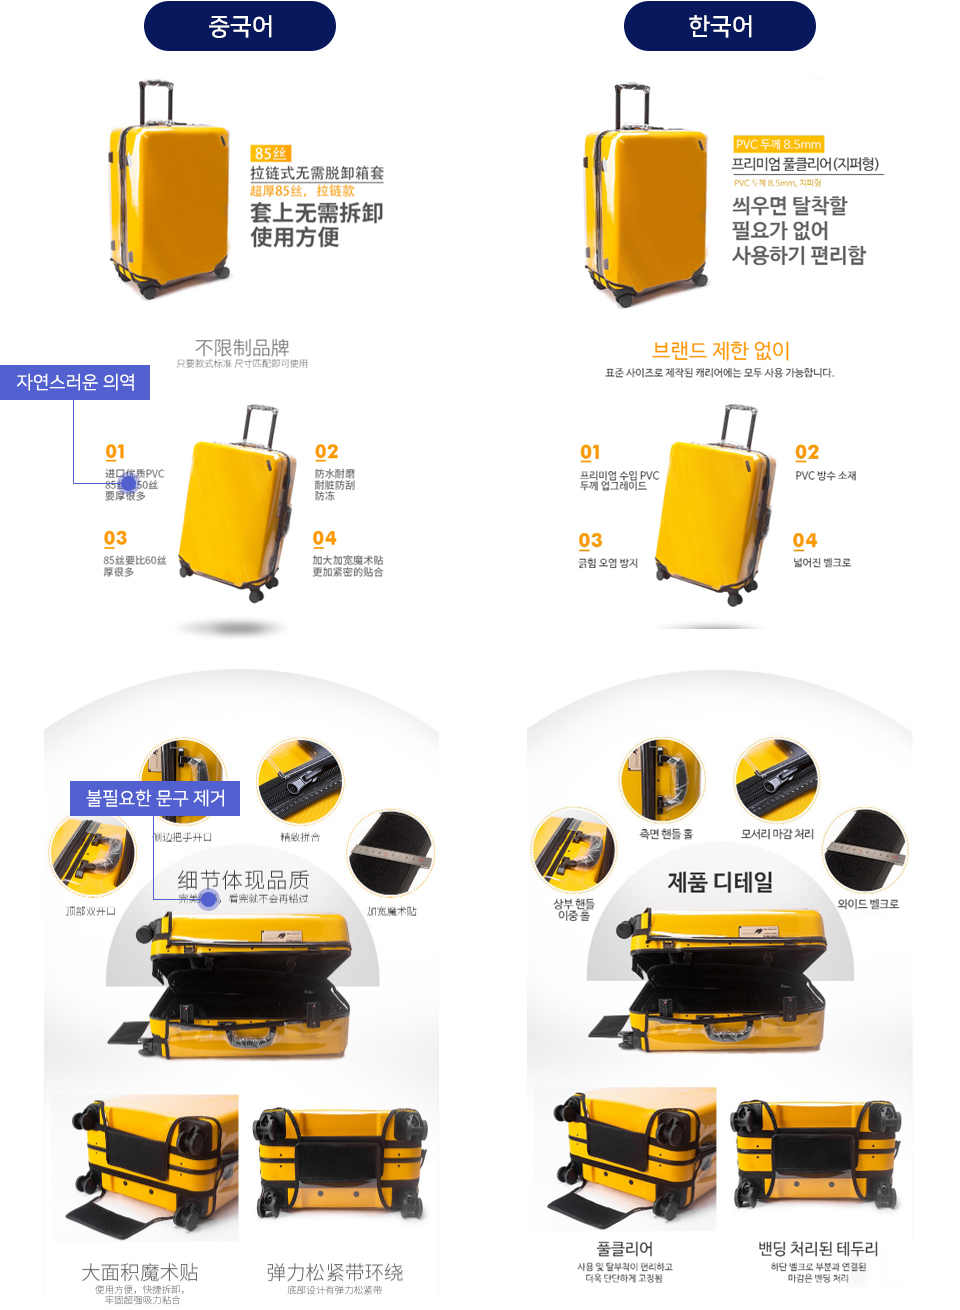 중국어
한국어
85丝
拉链式无需脱卸箱套
超厚85丝，拉链款
套上无需拆卸
使用方便
PVC 두께 8.5mm
프리미엄 풀클리어(지퍼형)
PVC 두께 8.5mm, 지퍼형
씌우면 탈착할
필요가 없어
사용하기 편리함
不限制品牌
只要款式标准 尺寸匹配即可使用
브랜드 제한 없이
표준 사이즈로 제작된 캐리어에는 모두 사용 가능합니다.
자연스러운 의역
01
进口优质PVC
85丝 50丝
要厚很多
02
防水耐磨
耐脏防刮
防冻
03
85丝要比60丝
厚很多
04
加大加宽魔术贴
更加紧密的贴合
01
프리미엄 수입 PVC
두께 업그레이드
02
PVC 방수 소재
03
긁힘 오염 방지
04
넓어진 벨크로
불필요한 문구 제거
侧边把手开口
精致拼合
顶部双开口
加宽魔术贴
细节体现品质
完美 ，看完就不会再错过
측면 핸들 홀
모서리 마감 처리
상부 핸들
이중 홀
와이드 벨크로
제품 디테일
大面积魔术贴
使用方便，快捷拆卸，
牢固超强吸力粘合
弹力松紧带环绕
底部设计有弹力松紧带
풀클리어
사용 및 탈부착이 편리하고
더욱 단단하게 고정됨
밴딩 처리된 테두리
하단 벨크로 부분과 연결된
마감은 밴딩 처리